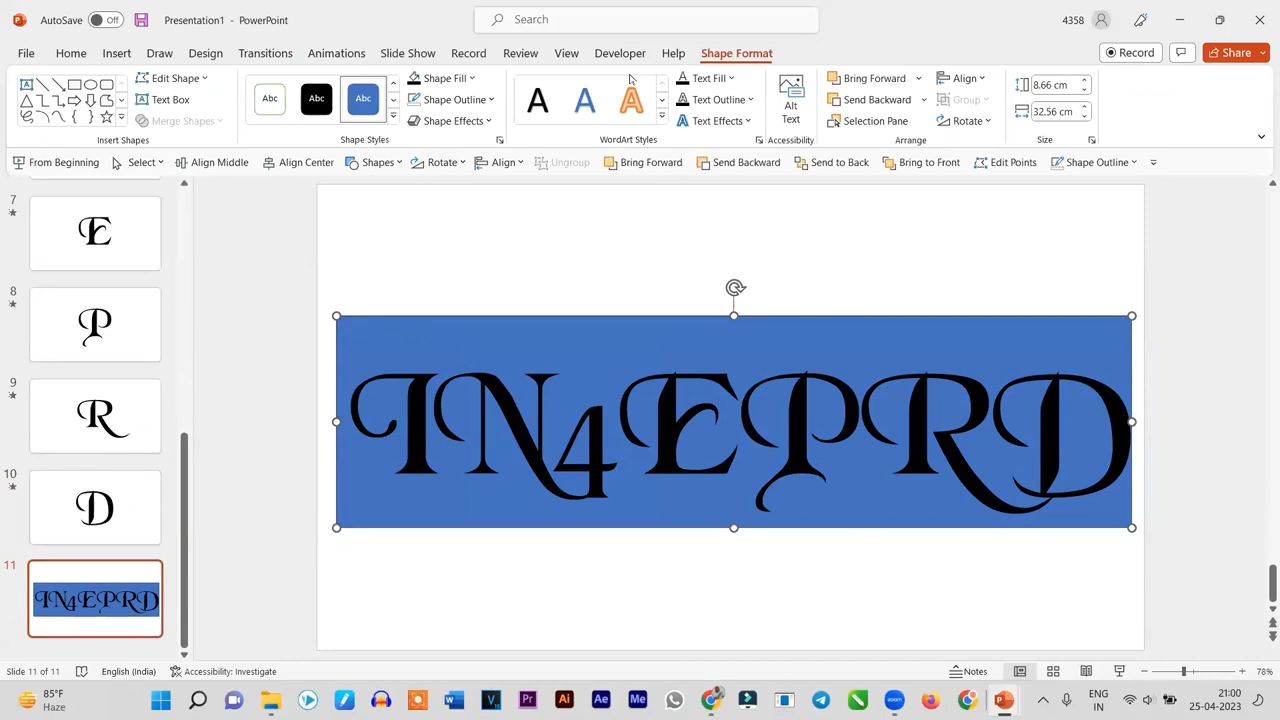 AutoSave Off Presentation1 - PowerPoint Search 4358
File Home Insert Draw Design Transitions Animations Slide Show Record Review View Developer Help Shape Format Record Share
Edit Shape Abc Abc Abc Shape Fill A A A Text Fill Alt Text Bring Forward Align 8.66 cm
Text Box Shape Outline Text Outline Send Backward Group 32.56 cm
Merge Shapes Shape Effects Text Effects Selection Pane Rotate
Insert Shapes Shape Styles WordArt Styles Accessibility Arrange Size
From Beginning Select Align Middle Align Center Shapes Rotate Align Ungroup Bring Forward Send Backward Send to Back Bring to Front Edit Points Shape Outline
7
E
8
P
9
R
10
D
11
IN4EPRD
IN4EPRD
Slide 11 of 11 English (India) Accessibility: Investigate Notes 78%
85°F
Haze
ENG
IN
21:00
25-04-2023